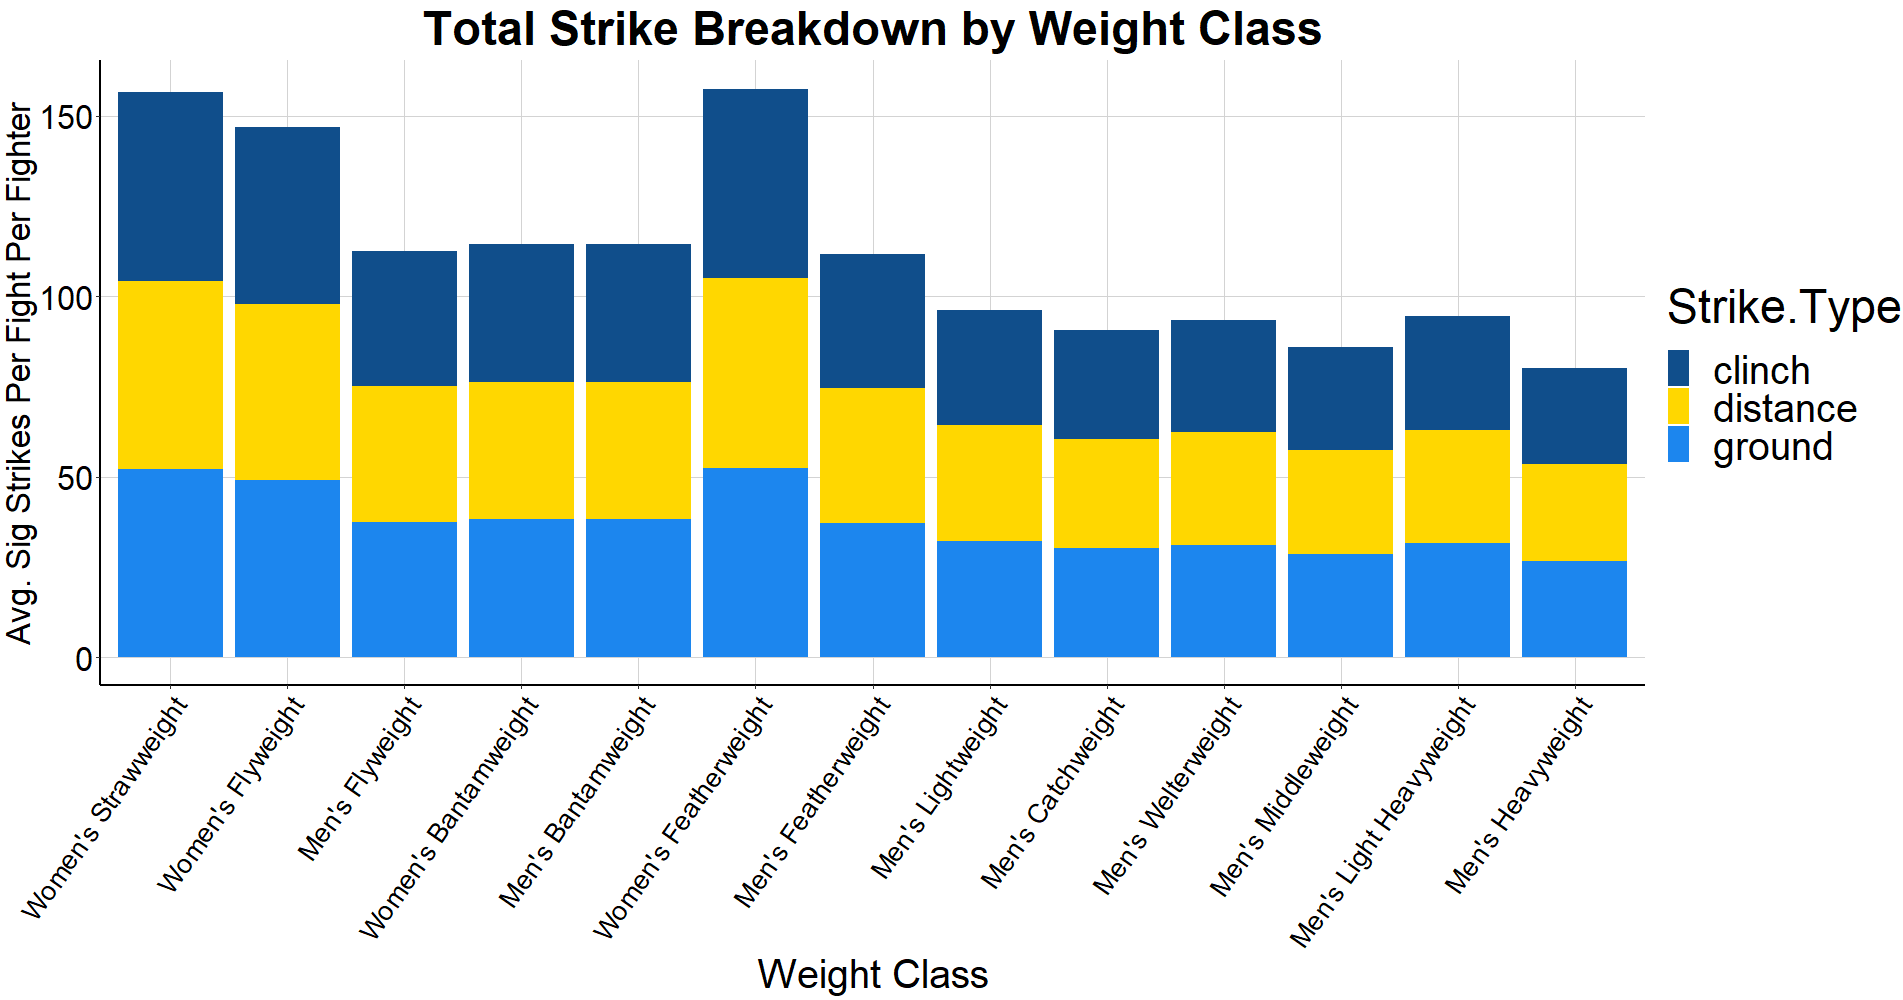 Total Strike Breakdown by Weight Class
Avg. Sig Strikes Per Fight Per Fighter
150
100
50
0
Women's Strawweight
Women's Flyweight
Men's Flyweight
Women's Bantamweight
Men's Bantamweight
Women's Featherweight
Men's Featherweight
Men's Lightweight
Men's Catchweight
Men's Welterweight
Men's Middleweight
Men's Light Heavyweight
Men's Heavyweight
Weight Class
Strike.Type
clinch
distance
ground